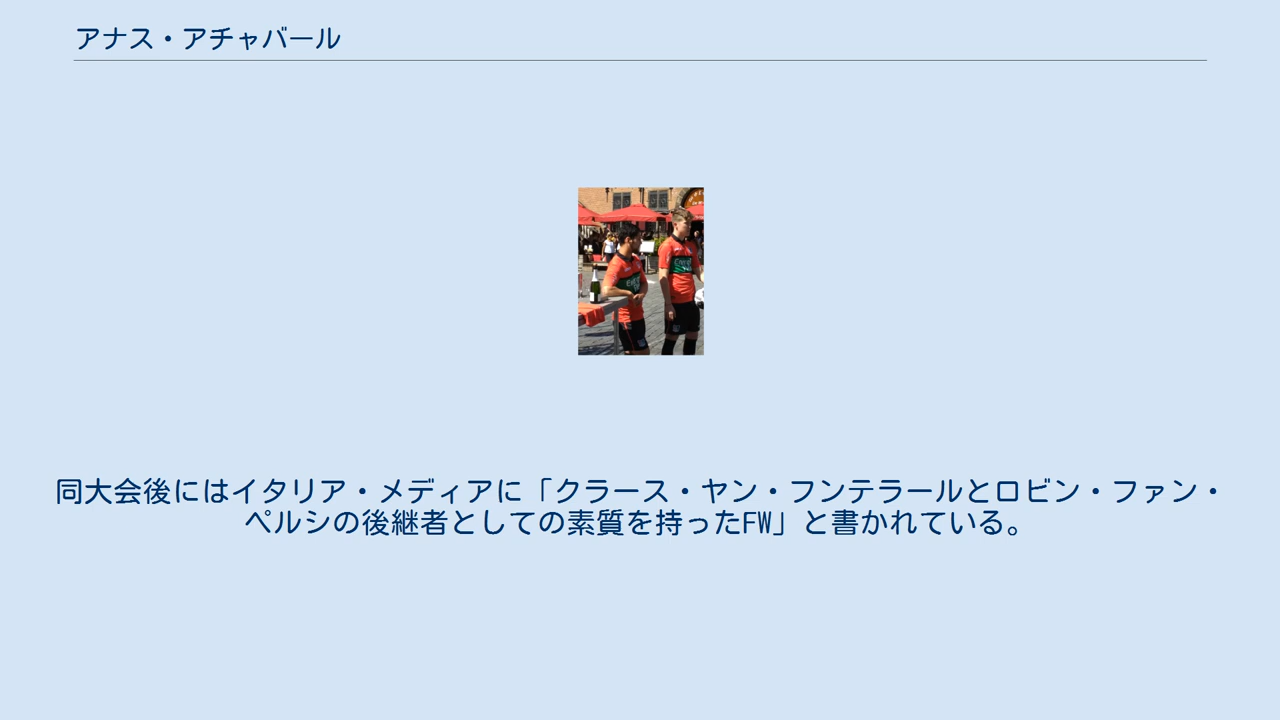 アナス・アチャバール
同大会後にはイタリア・メディアに「クラース・ヤン・フンテラールとロビン・ファン・
ペルシの後継者としての素質を持ったFW」と書かれている。